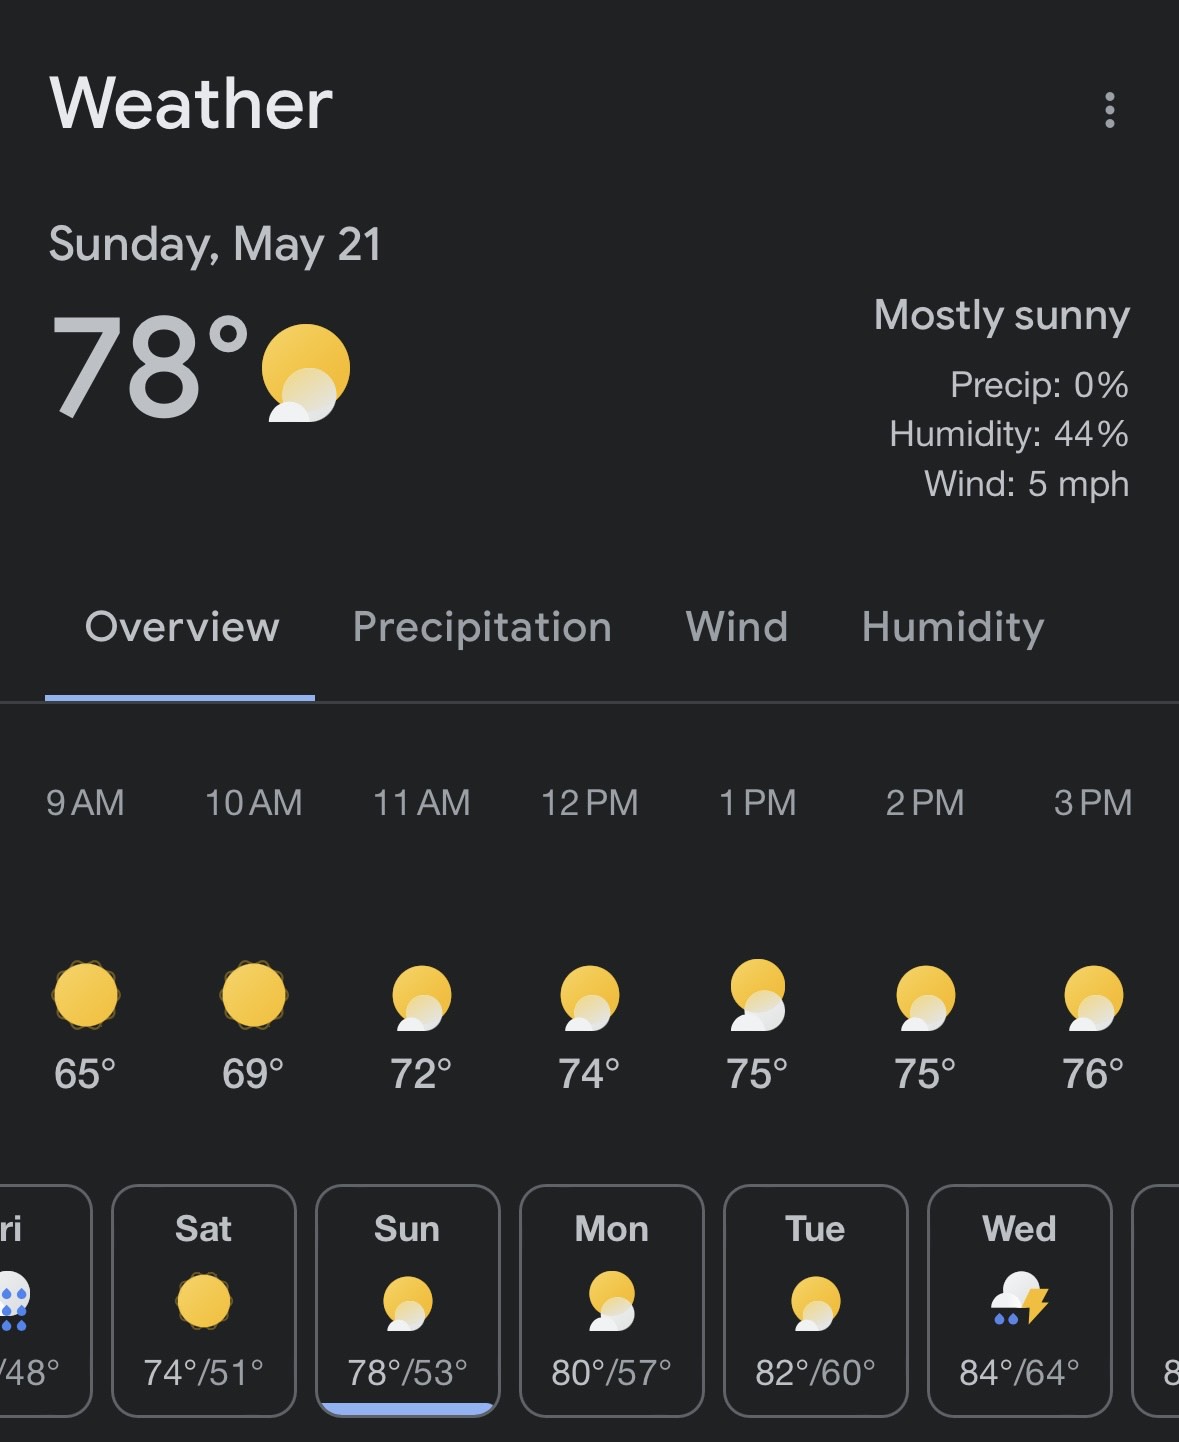 Weather
Sunday, May 21
78°
Mostly sunny
Precip: 0%
Humidity: 44%
Wind: 5 mph
Overview Precipitation Wind Humidity
9 AM 10 AM 11 AM 12 PM 1 PM 2 PM 3 PM
65° 69° 72° 74° 75° 75° 76°
ri Sat Sun Mon Tue Wed
/48° 74°/51° 78°/53° 80°/57° 82°/60° 84°/64° 8